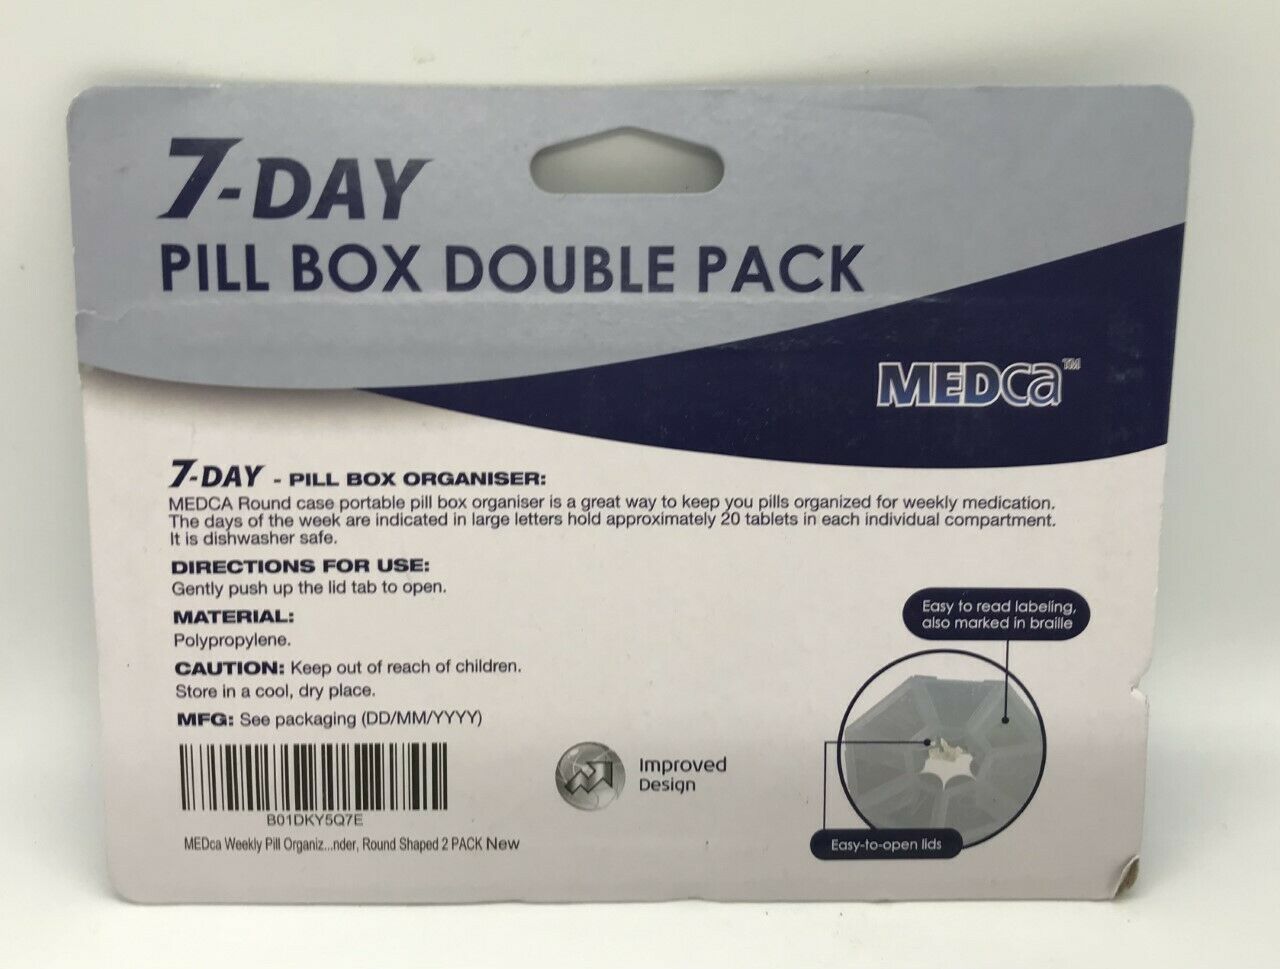 7-DAY
PILL BOX DOUBLE PACK
MEDCa™
7-DAY - PILL BOX ORGANISER:
MEDCA Round case portable pill box organiser is a great way to keep you pills organized for weekly medication.
The days of the week are indicated in large letters hold approximately 20 tablets in each individual compartment.
It is dishwasher safe.
DIRECTIONS FOR USE:
Gently push up the lid tab to open.
MATERIAL:
Polypropylene.
CAUTION: Keep out of reach of children.
Store in a cool, dry place.
MFG: See packaging (DD/MM/YYYY)
B01DKY5Q7E
MEDca Weekly Pill Organiz...nder, Round Shaped 2 PACK New
Improved
Design
Easy to read labeling,
also marked in braille
Easy-to-open lids